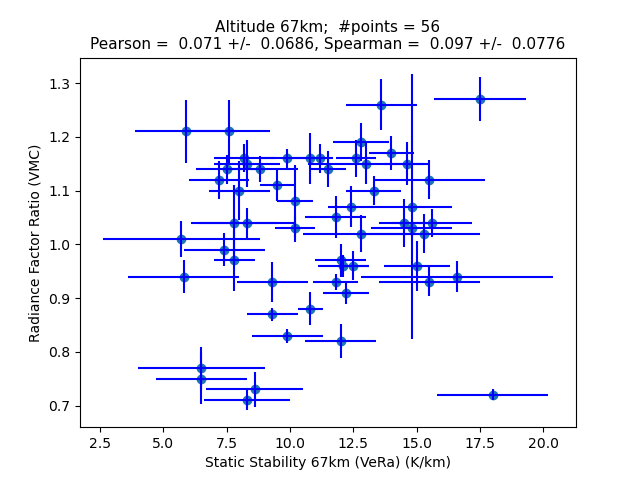 Altitude 67km;  #points = 56
Pearson =  0.071 +/-  0.0686, Spearman =  0.097 +/-  0.0776
1.3
1.2
1.1
1.0
0.9
0.8
0.7
Radiance Factor Ratio (VMC)
2.5 5.0 7.5 10.0 12.5 15.0 17.5 20.0
Static Stability 67km (VeRa) (K/km)